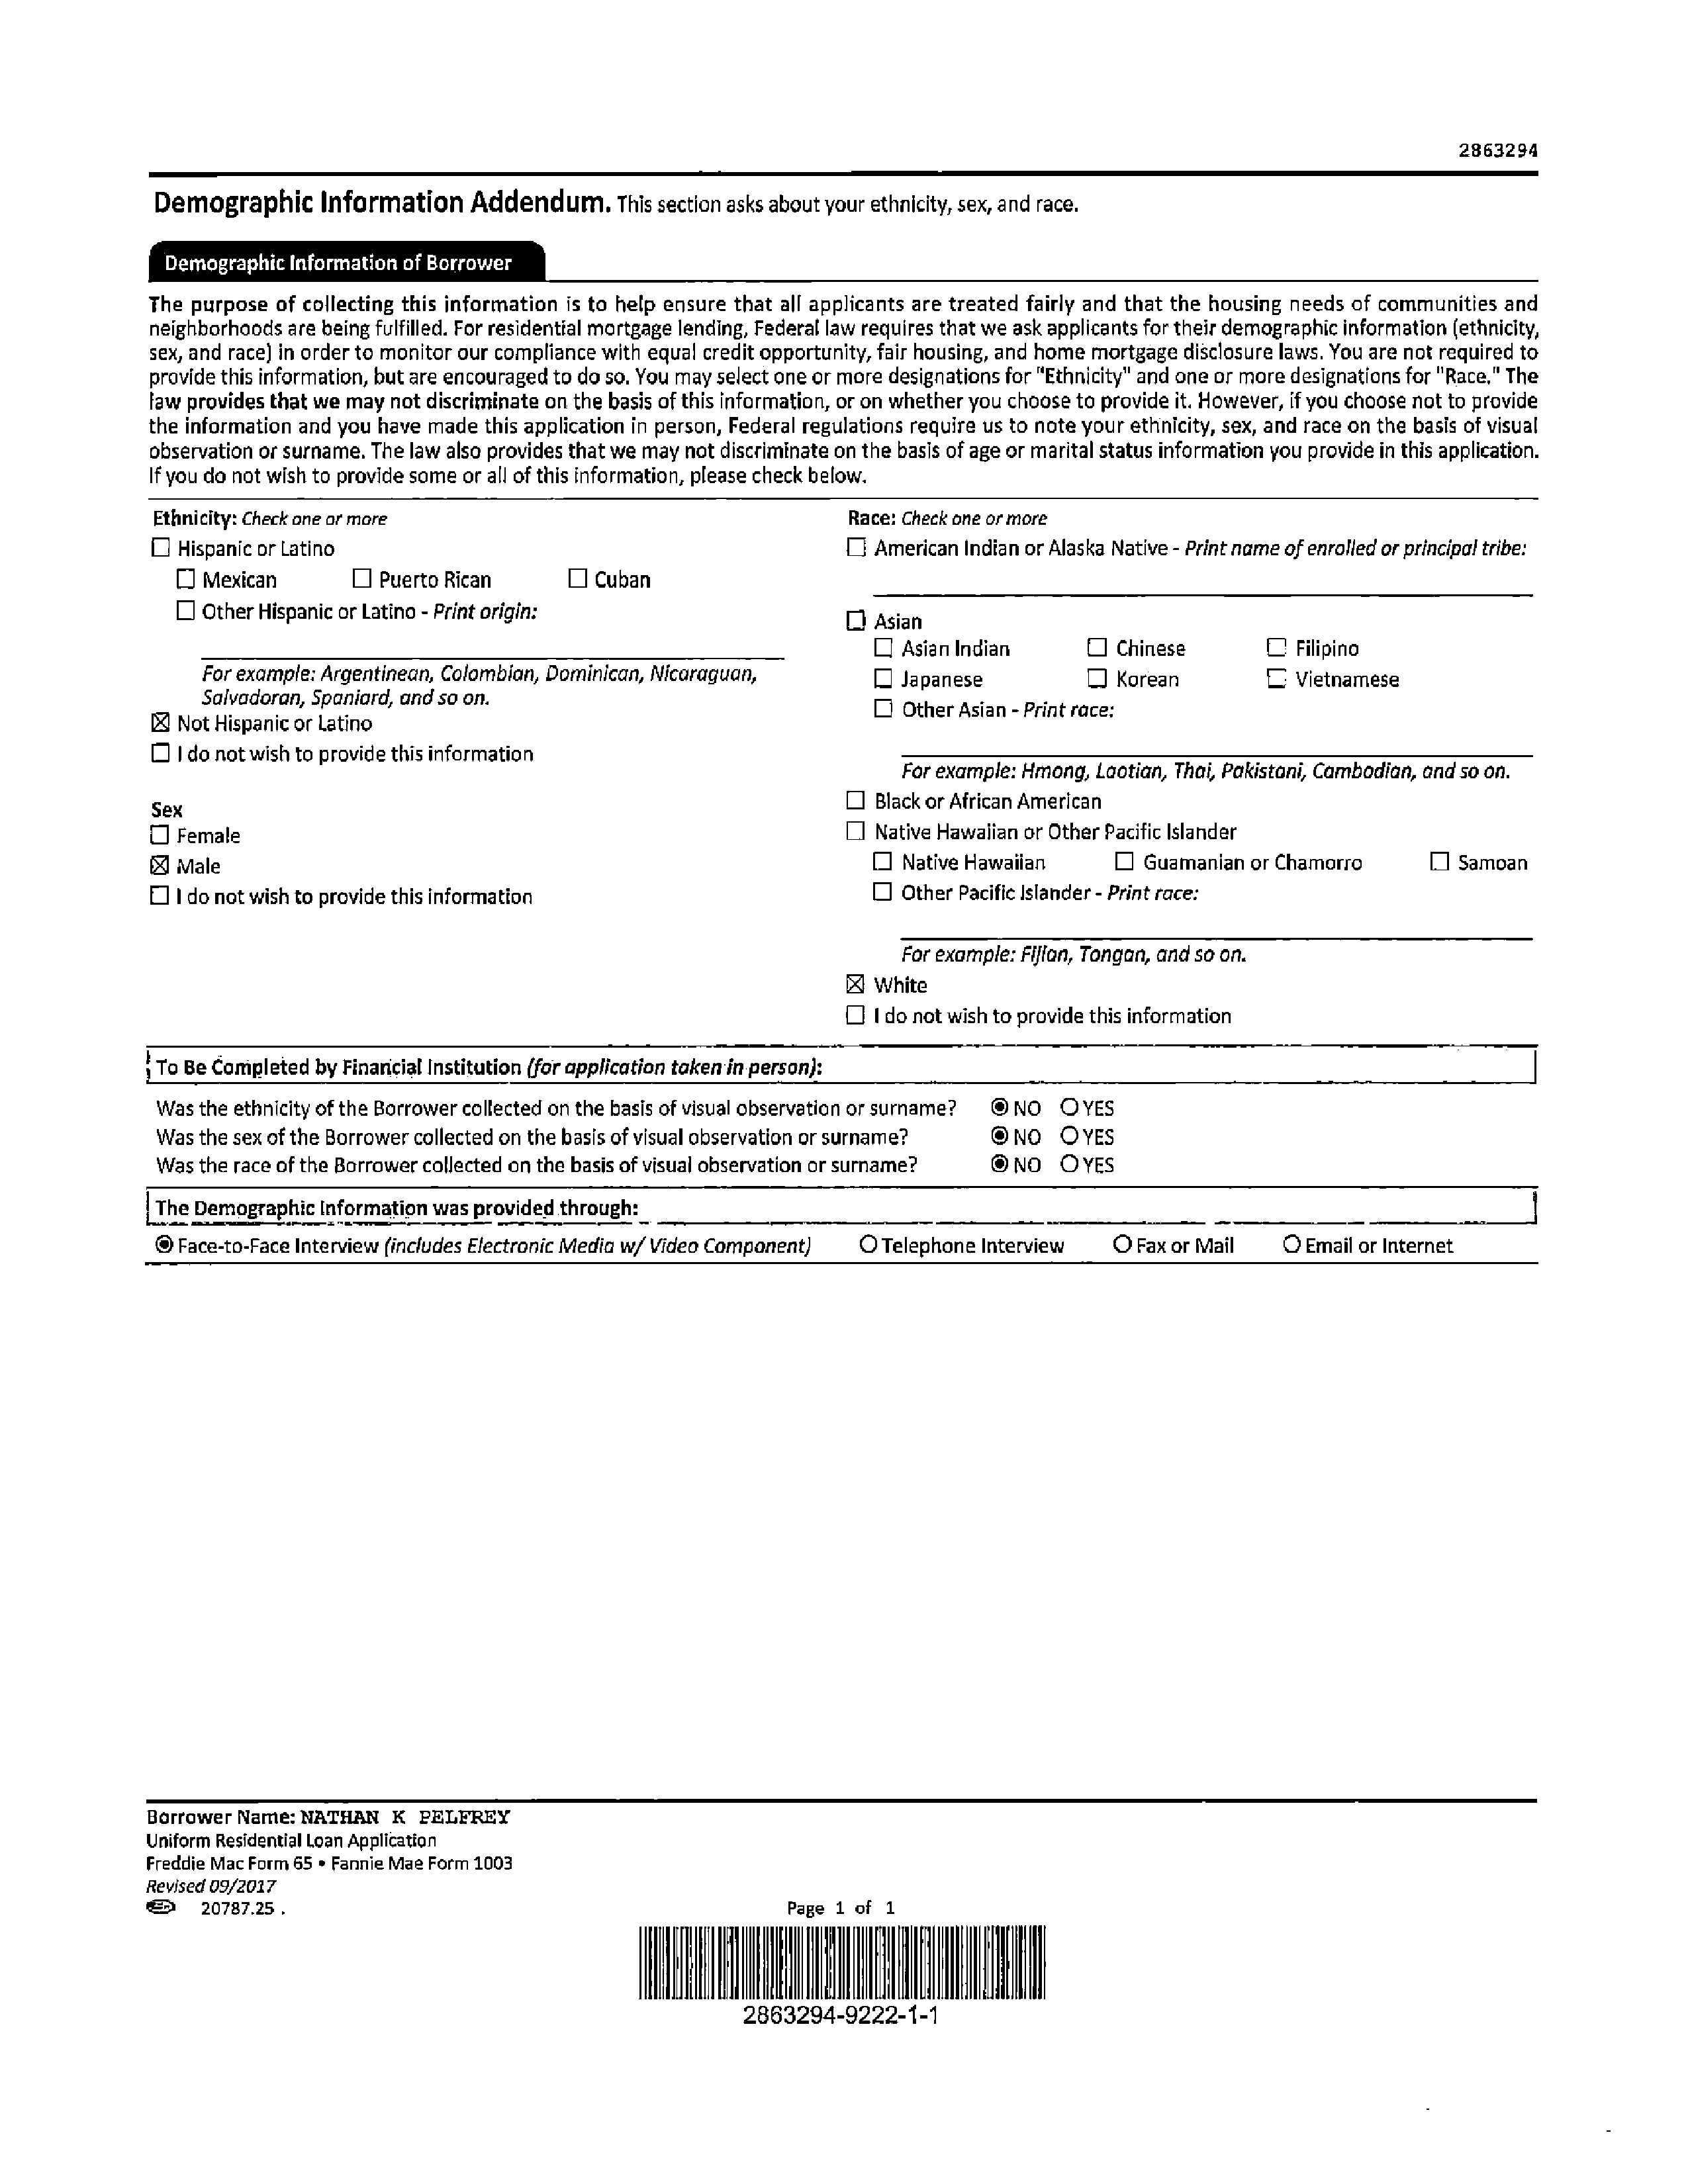 2863294
Demographic Information Addendum. This section asks about your ethnicity, sex, and race.
Demographic Information of Borrower
The purpose of collecting this information is to help ensure that all applicants are treated fairly and that the housing needs of communities and
neighborhoods are being fulfilled. For residential mortgage lending, Federal law requires that we ask applicants for their demographic information (ethnicity,
sex, and race) in order to monitor our compliance with equal credit opportunity, fair housing, and home mortgage disclosure laws. You are not required to
provide this information, but are encouraged to do so. You may select one or more designations for "Ethnicity" and one or more designations for "Race." The
law provides that we may not discriminate on the basis of this information, or on whether you choose to provide it. However, if you choose not to provide
the information and you have made this application in person, Federal regulations require us to note your ethnicity, sex, and race on the basis of visual
observation or surname. The law also provides that we may not discriminate on the basis of age or marital status information you provide in this application.
If you do not wish to provide some or all of this information, please check below.
Ethnicity: Check one or more
☐ Hispanic or Latino
☐ Mexican ☐ Puerto Rican ☐ Cuban
☐ Other Hispanic or Latino - Print origin:
For example: Argentinean, Colombian, Dominican, Nicaraguan,
Salvadoran, Spaniard, and so on.
☒ Not Hispanic or Latino
☐ I do not wish to provide this information
Sex
☐ Female
☒ Male
☐ I do not wish to provide this information
Race: Check one or more
☐ American Indian or Alaska Native - Print name of enrolled or principal tribe:
☐ Asian
☐ Asian Indian ☐ Chinese ☐ Filipino
☐ Japanese ☐ Korean ☐ Vietnamese
☐ Other Asian - Print race:
For example: Hmong, Laotian, Thai, Pakistani, Cambodian, and so on.
☐ Black or African American
☐ Native Hawaiian or Other Pacific Islander
☐ Native Hawaiian ☐ Guamanian or Chamorro ☐ Samoan
☐ Other Pacific Islander - Print race:
For example: Fijian, Tongan, and so on.
☒ White
☐ I do not wish to provide this information
To Be Completed by Financial Institution (for application taken in person):
Was the ethnicity of the Borrower collected on the basis of visual observation or surname? ◉ NO ○ YES
Was the sex of the Borrower collected on the basis of visual observation or surname? ◉ NO ○ YES
Was the race of the Borrower collected on the basis of visual observation or surname? ◉ NO ○ YES
The Demographic Information was provided through:
◉ Face-to-Face Interview (includes Electronic Media w/ Video Component) ○ Telephone Interview ○ Fax or Mail ○ Email or Internet
Borrower Name: NATHAN K PELFREY
Uniform Residential Loan Application
Freddie Mac Form 65 • Fannie Mae Form 1003
Revised 09/2017
20787.25 .
Page 1 of 1
2863294-9222-1-1